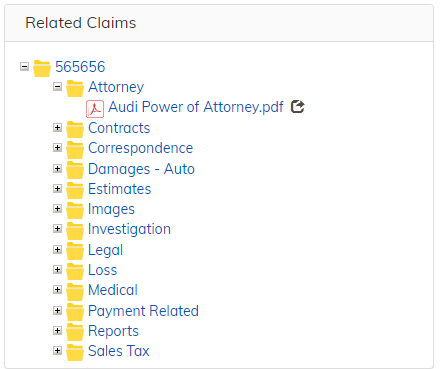 Related Claims
565656
Attorney
Audi Power of Attorney.pdf
Contracts
Correspondence
Damages - Auto
Estimates
Images
Investigation
Legal
Loss
Medical
Payment Related
Reports
Sales Tax